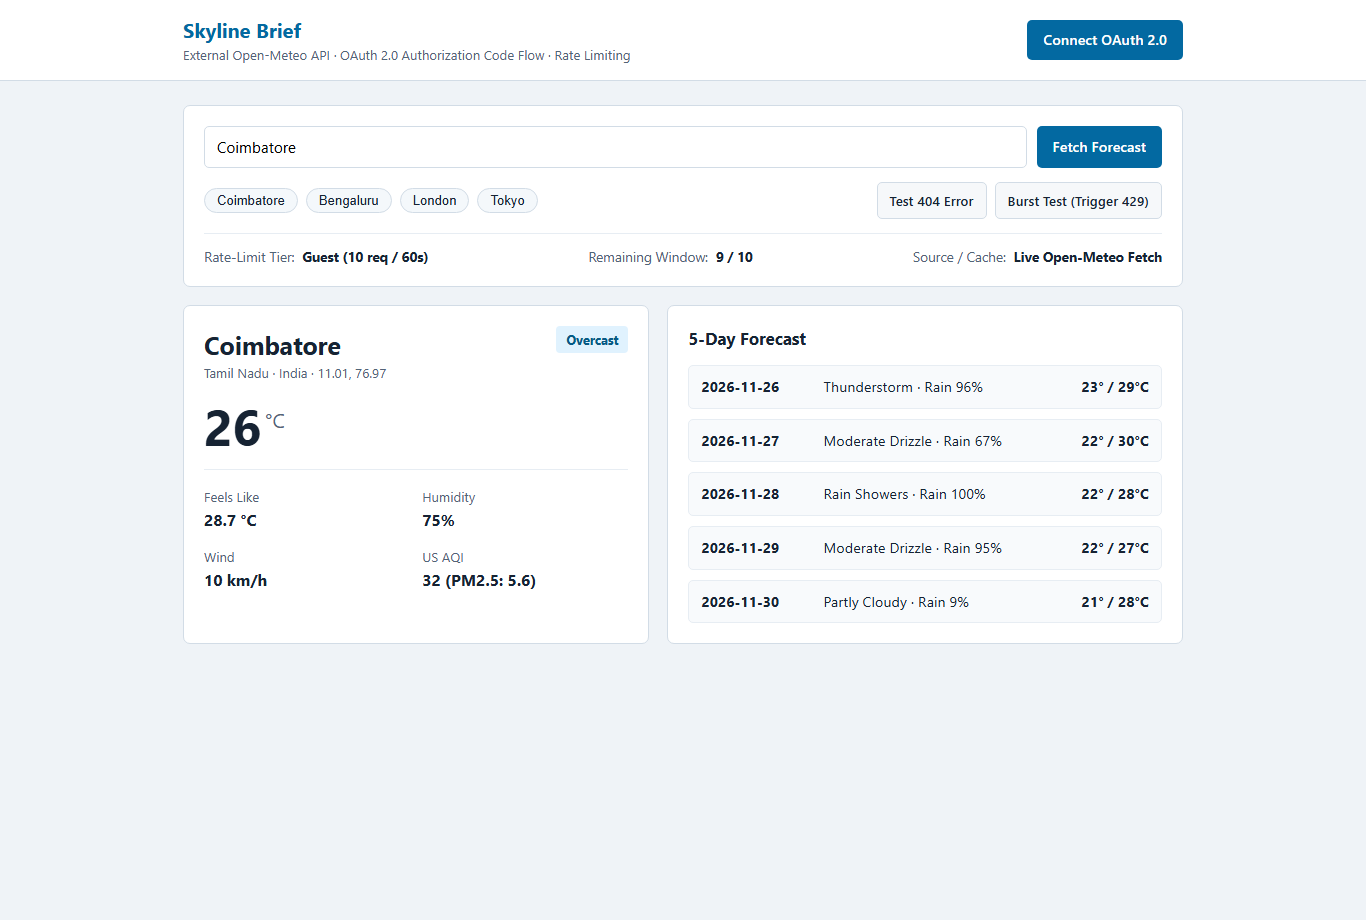 Skyline Brief
External Open-Meteo API · OAuth 2.0 Authorization Code Flow · Rate Limiting
Connect OAuth 2.0
Coimbatore
Fetch Forecast
Coimbatore Bengaluru London Tokyo
Test 404 Error Burst Test (Trigger 429)
Rate-Limit Tier: Guest (10 req / 60s) Remaining Window: 9 / 10 Source / Cache: Live Open-Meteo Fetch
Coimbatore
Overcast
Tamil Nadu · India · 11.01, 76.97
26 °C
Feels Like
28.7 °C
Humidity
75%
Wind
10 km/h
US AQI
32 (PM2.5: 5.6)
5-Day Forecast
2026-11-26 Thunderstorm · Rain 96% 23° / 29°C
2026-11-27 Moderate Drizzle · Rain 67% 22° / 30°C
2026-11-28 Rain Showers · Rain 100% 22° / 28°C
2026-11-29 Moderate Drizzle · Rain 95% 22° / 27°C
2026-11-30 Partly Cloudy · Rain 9% 21° / 28°C